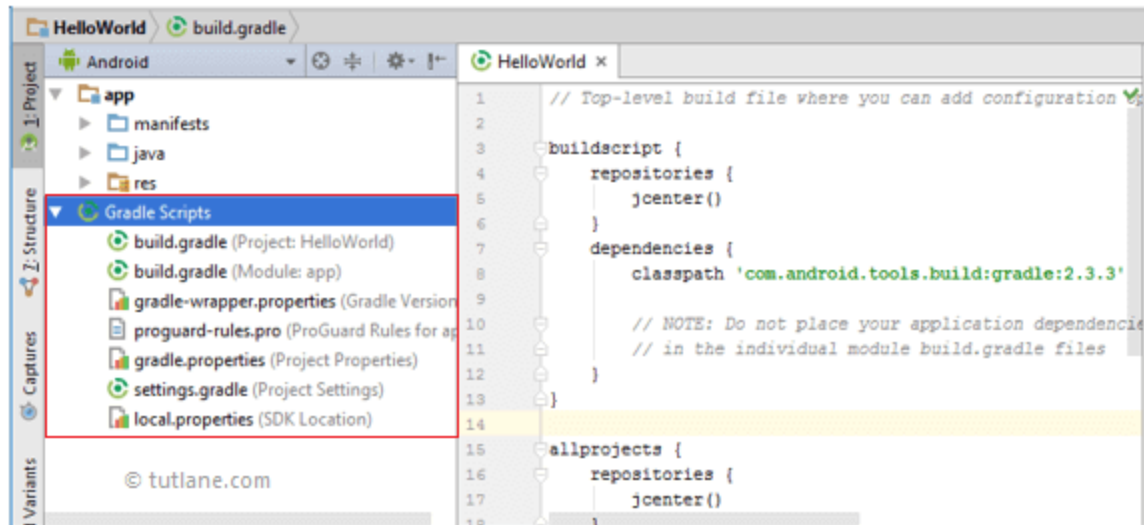 HelloWorld build.gradle
Android
HelloWorld ×
1: Project
app
manifests
java
res
Gradle Scripts
build.gradle (Project: HelloWorld)
build.gradle (Module: app)
gradle-wrapper.properties (Gradle Version
proguard-rules.pro (ProGuard Rules for ap
gradle.properties (Project Properties)
settings.gradle (Project Settings)
local.properties (SDK Location)
7: Structure
Captures
Variants
© tutlane.com
1 // Top-level build file where you can add configuration
2
3 buildscript {
4 repositories {
5 jcenter()
6 }
7 dependencies {
8 classpath 'com.android.tools.build:gradle:2.3.3'
9
10 // NOTE: Do not place your application dependencie
11 // in the individual module build.gradle files
12 }
13 }
14
15 allprojects {
16 repositories {
17 jcenter()
18 }